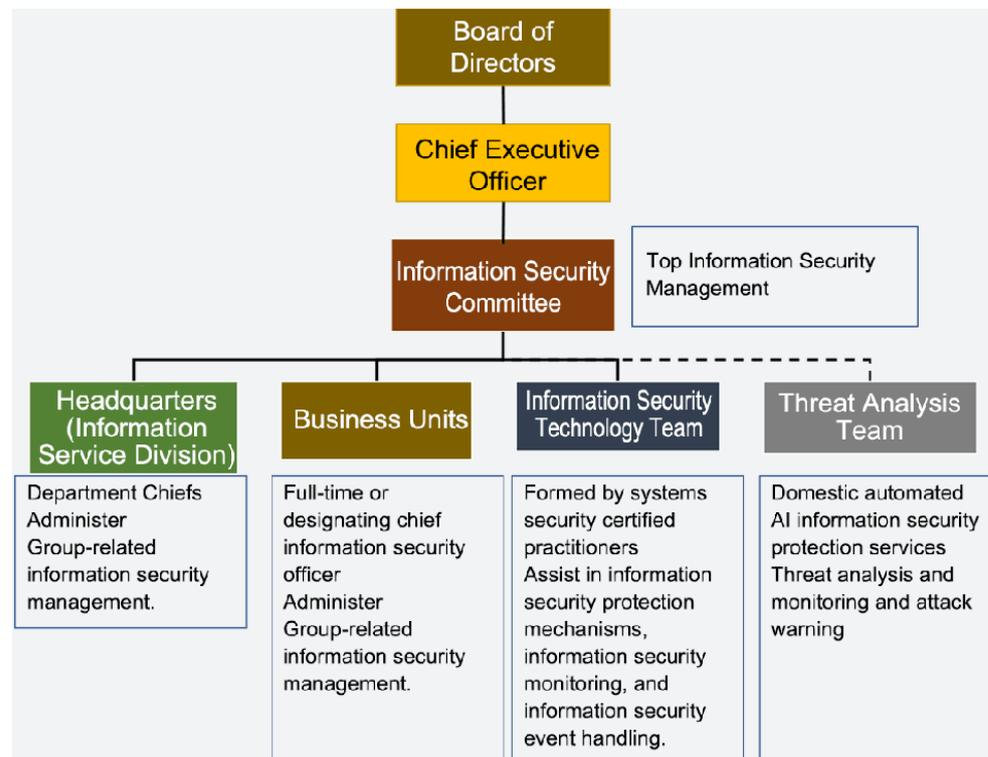 Board of
Directors
Chief Executive
Officer
Information Security
Committee
Top Information Security
Management
Headquarters
(Information
Service Division)
Department Chiefs
Administer
Group-related
information security
management.
Business Units
Full-time or
designating chief
information security
officer
Administer
Group-related
information security
management.
Information Security
Technology Team
Formed by systems
security certified
practitioners
Assist in information
security protection
mechanisms,
information security
monitoring, and
information security
event handling.
Threat Analysis
Team
Domestic automated
AI information security
protection services
Threat analysis and
monitoring and attack
warning